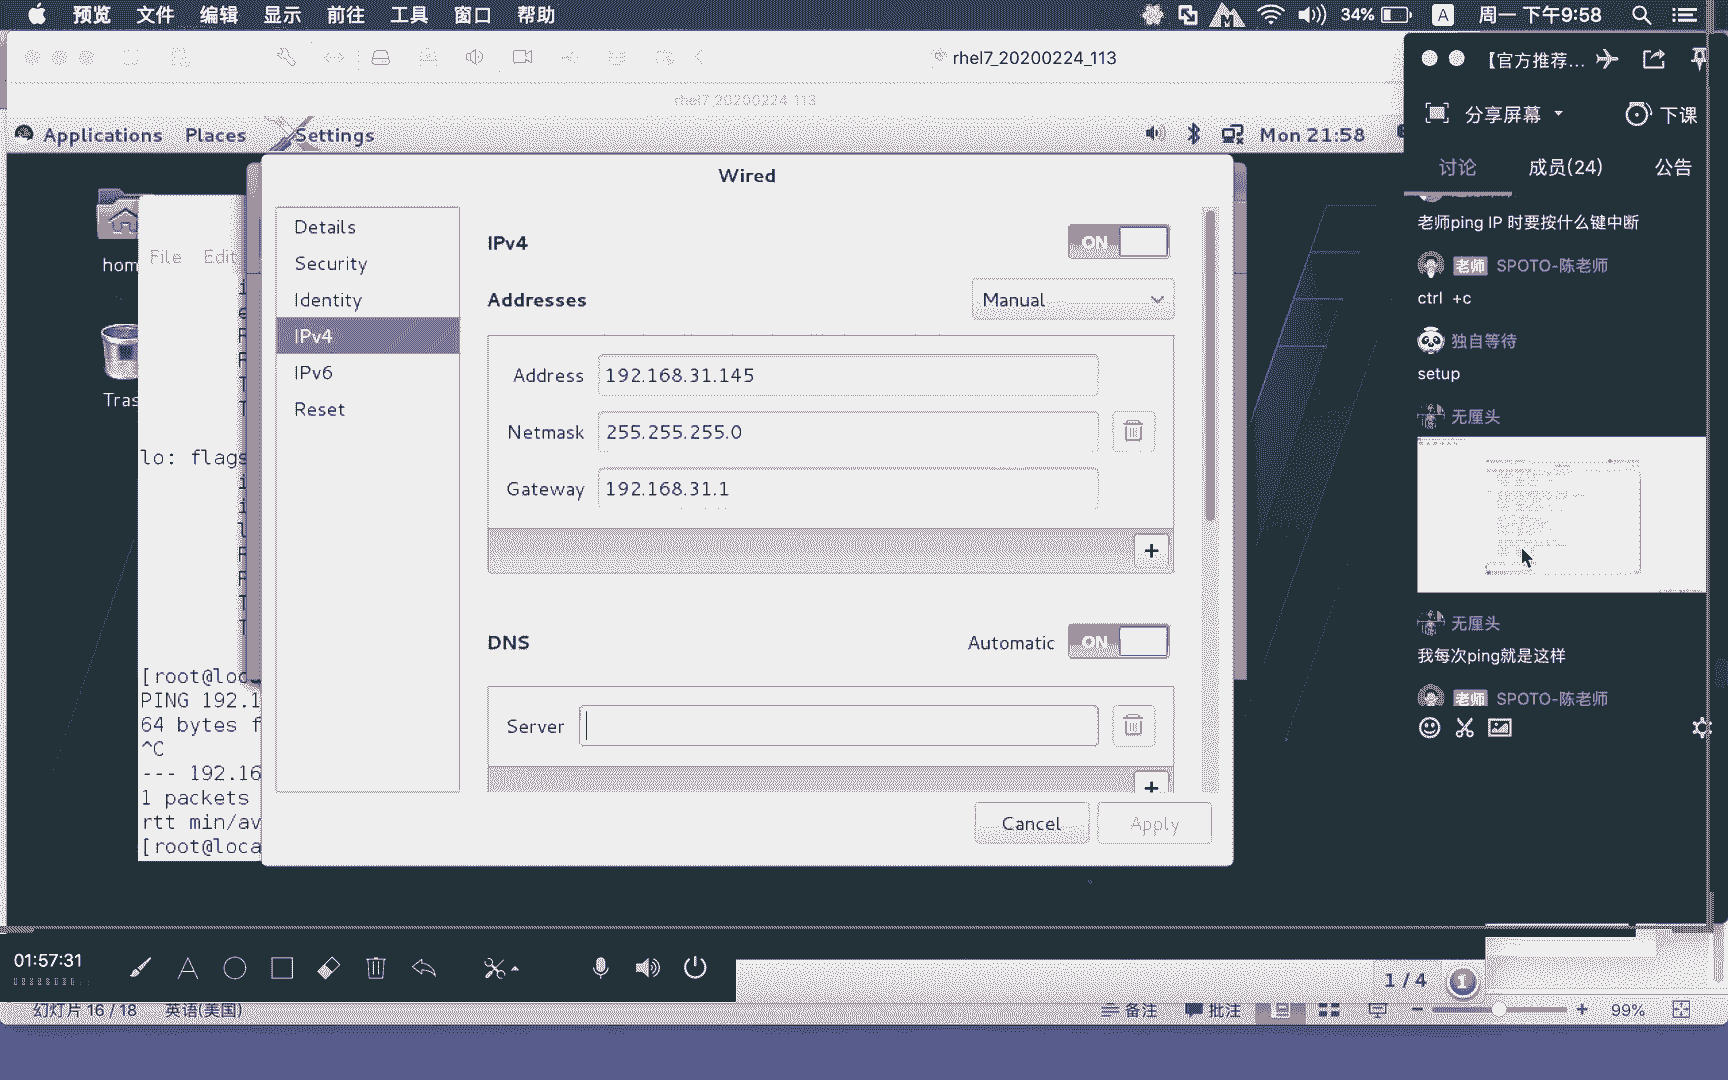 预览 文件 编辑 显示 前往 工具 窗口 帮助 34% A 周一 下午9:58
rhel7_20200224_113
rhel7_20200224_113
Applications Places Settings Mon 21:58
Wired
Details
Security
Identity
IPv4
IPv6
Reset
IPv4 ON
Addresses Manual
Address 192.168.31.145
Netmask 255.255.255.0
Gateway 192.168.31.1
+
DNS Automatic ON
Server
+
Cancel Apply
hom
Tras
File Edit
lo: flags
[root@loc
PING 192.1
64 bytes f
^C
--- 192.16
1 packets
rtt min/av
[root@loca
【官方推荐...
分享屏幕 下课
讨论 成员(24) 公告
老师ping IP 时要按什么键中断
老师 SPOTO-陈老师
ctrl +c
独自等待
setup
无厘头
无厘头
我每次ping就是这样
老师 SPOTO-陈老师
01:57:31
1 / 4 1
幻灯片 16 / 18 英语(美国) 备注 批注 99%